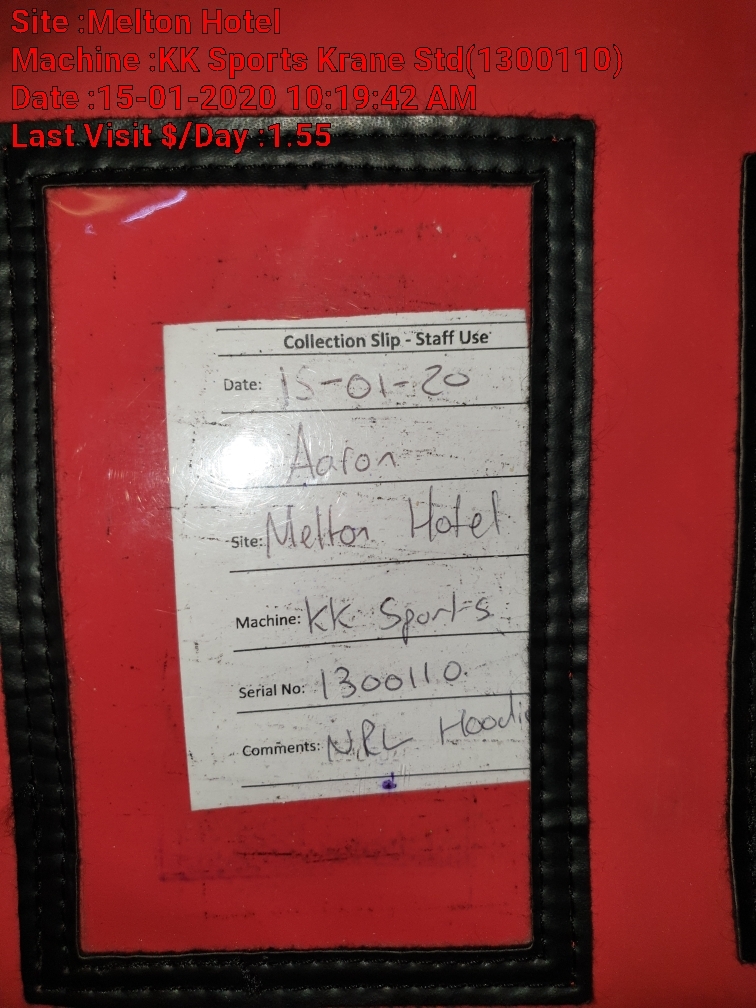 Site :Melton Hotel
Machine :KK Sports Krane Std(1300110)
Date :15-01-2020 10:19:42 AM
Last Visit $/Day :1.55
Collection Slip - Staff Use
Date: 15-01-20
Aaron
Site: Melton Hotel
Machine: KK Sports
Serial No: 1300110.
Comments: NRL Hoodi